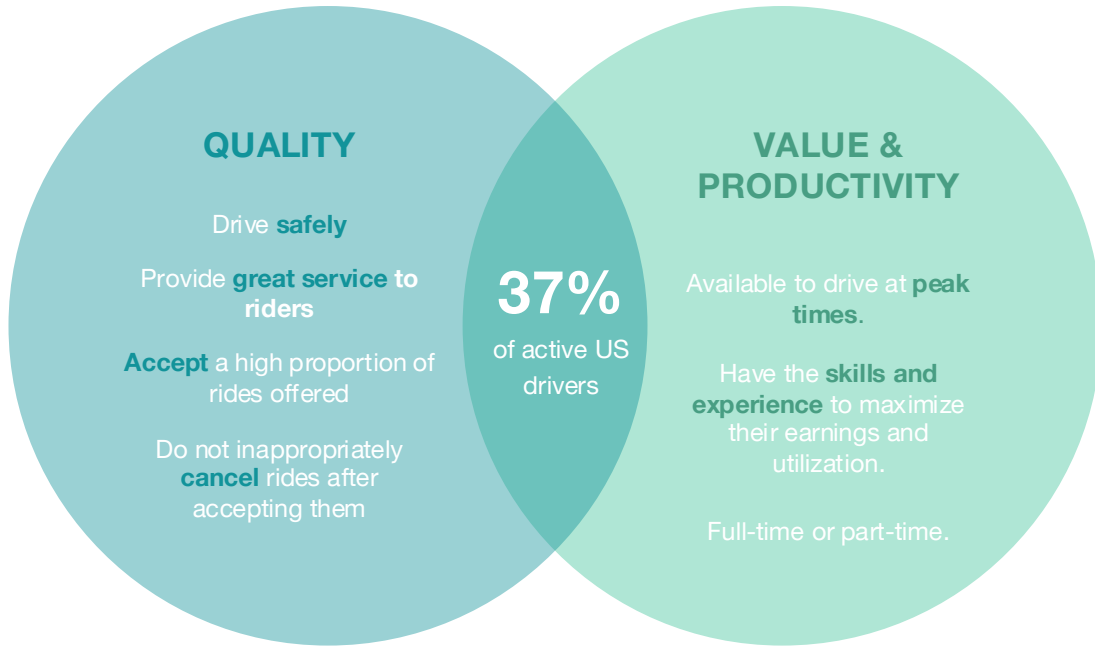 QUALITY
Drive safely
Provide great service to
riders
Accept a high proportion of
rides offered
Do not inappropriately
cancel rides after
accepting them
37%
of active US
drivers
VALUE &
PRODUCTIVITY
Available to drive at peak
times.
Have the skills and
experience to maximize
their earnings and
utilization.
Full-time or part-time.